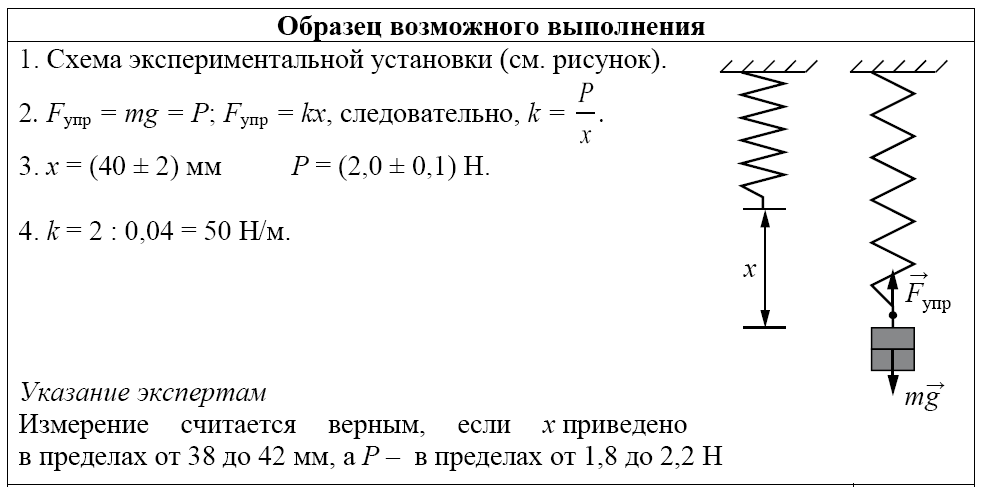 Образец возможного выполнения
1. Схема экспериментальной установки (см. рисунок).
2. Fупр = mg = P; Fупр = kx, следовательно, k = P/x.
3. x = (40 ± 2) мм P = (2,0 ± 0,1) Н.
4. k = 2 : 0,04 = 50 Н/м.
x
F⃗упр
mg⃗
Указание экспертам
Измерение считается верным, если x приведено
в пределах от 38 до 42 мм, а P – в пределах от 1,8 до 2,2 Н